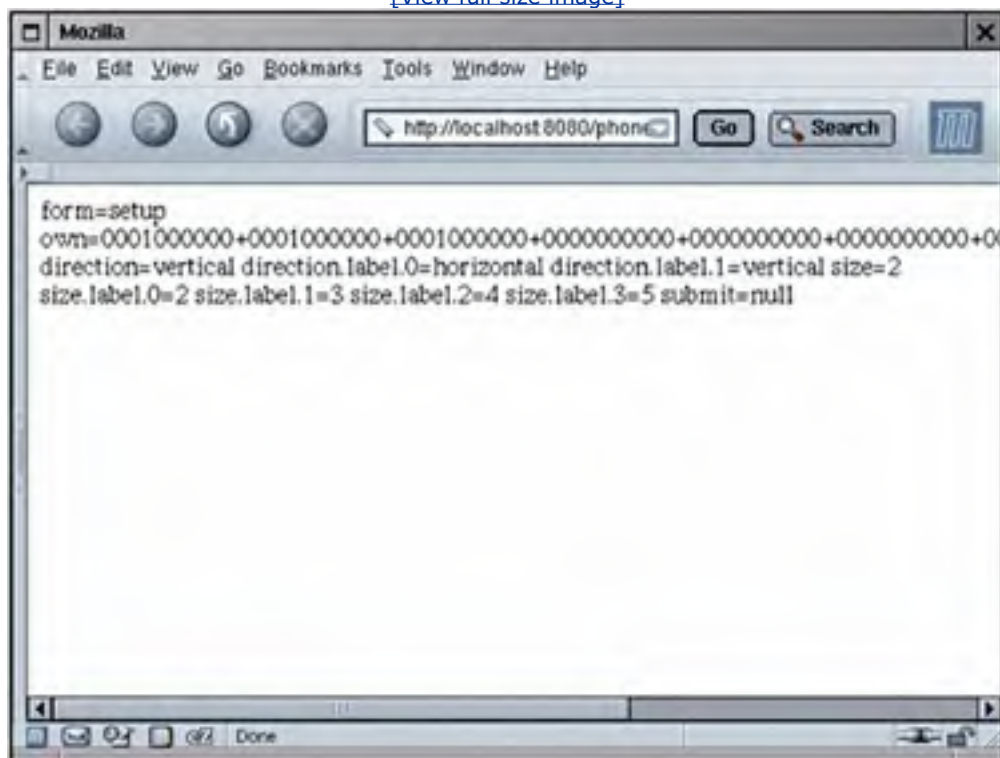 [View full size image]
Mozilla
File Edit View Go Bookmarks Tools Window Help
http://localhost:8080/phone
Go
Search
form=setup
own=0001000000+0001000000+0001000000+0000000000+0000000000+0000000000+0
direction=vertical direction.label.0=horizontal direction.label.1=vertical size=2
size.label.0=2 size.label.1=3 size.label.2=4 size.label.3=5 submit=null
Done